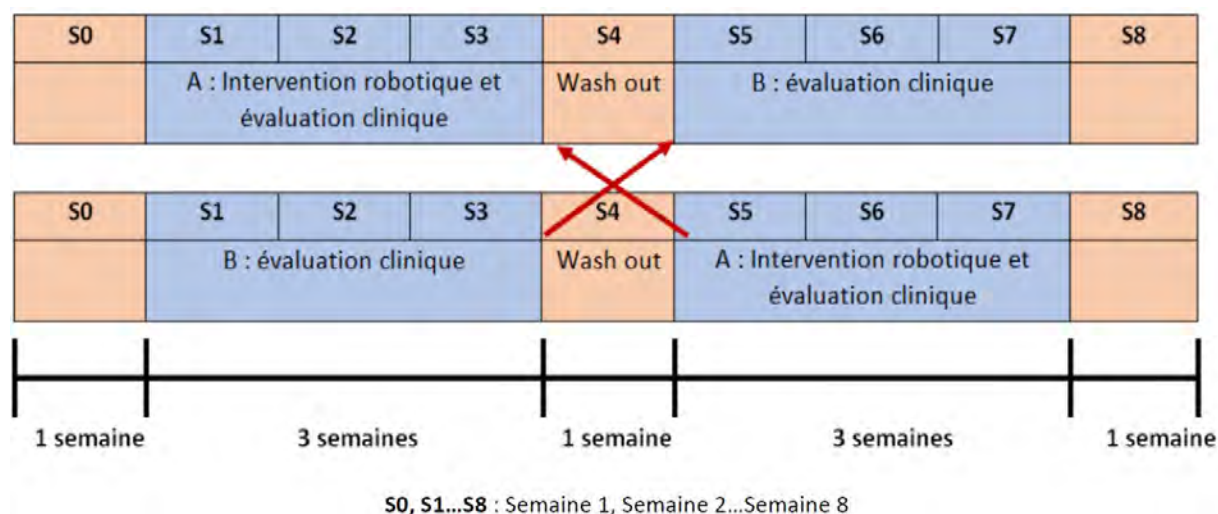 S0 S1 S2 S3 S4 S5 S6 S7 S8
A : Intervention robotique et
évaluation clinique
Wash out
B : évaluation clinique
S0 S1 S2 S3 S4 S5 S6 S7 S8
B : évaluation clinique
Wash out
A : Intervention robotique et
évaluation clinique
1 semaine 3 semaines 1 semaine 3 semaines 1 semaine
S0, S1...S8 : Semaine 1, Semaine 2...Semaine 8